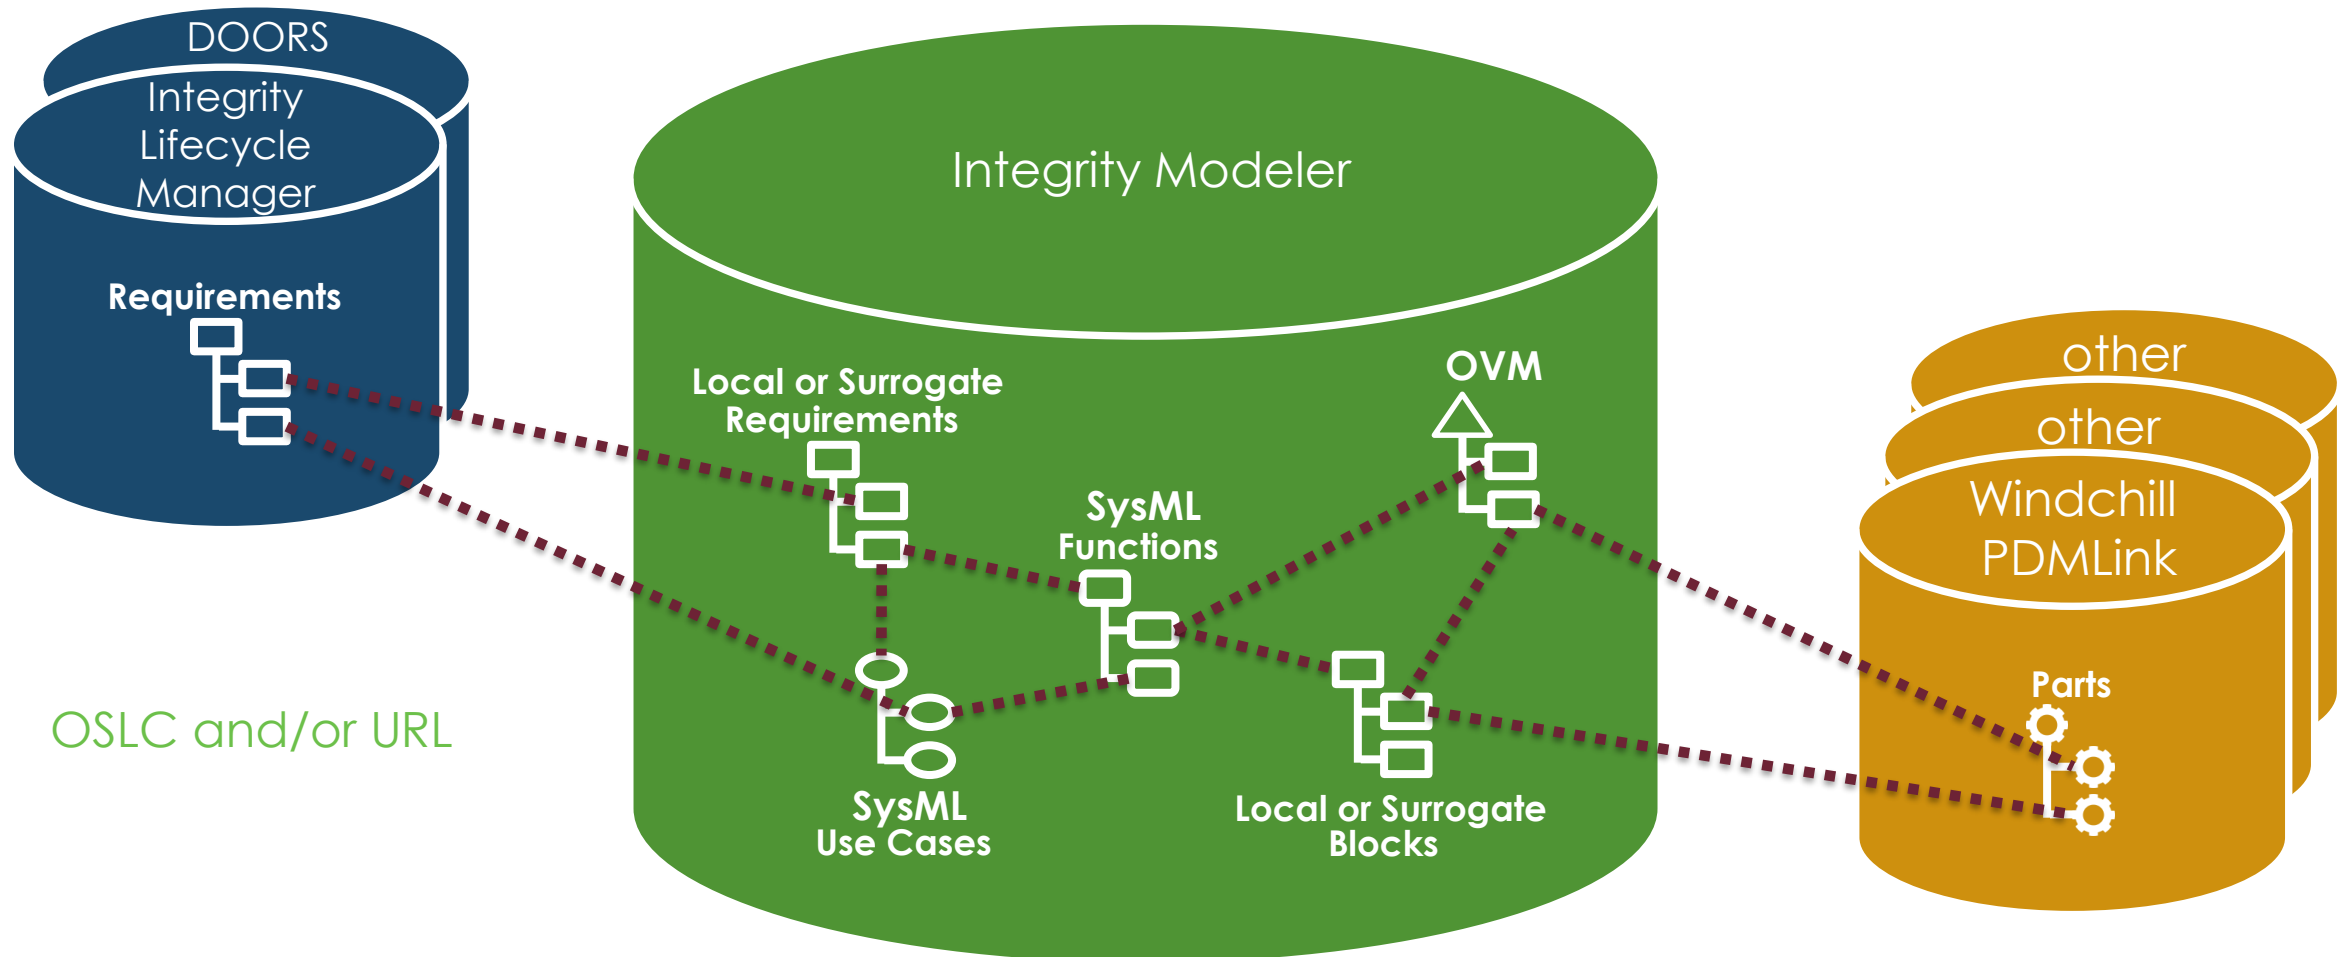 DOORS
Integrity
Lifecycle
Manager
Requirements
OSLC and/or URL
Integrity Modeler
Local or Surrogate
Requirements
SysML
Functions
OVM
SysML
Use Cases
Local or Surrogate
Blocks
other
other
Windchill
PDMLink
Parts